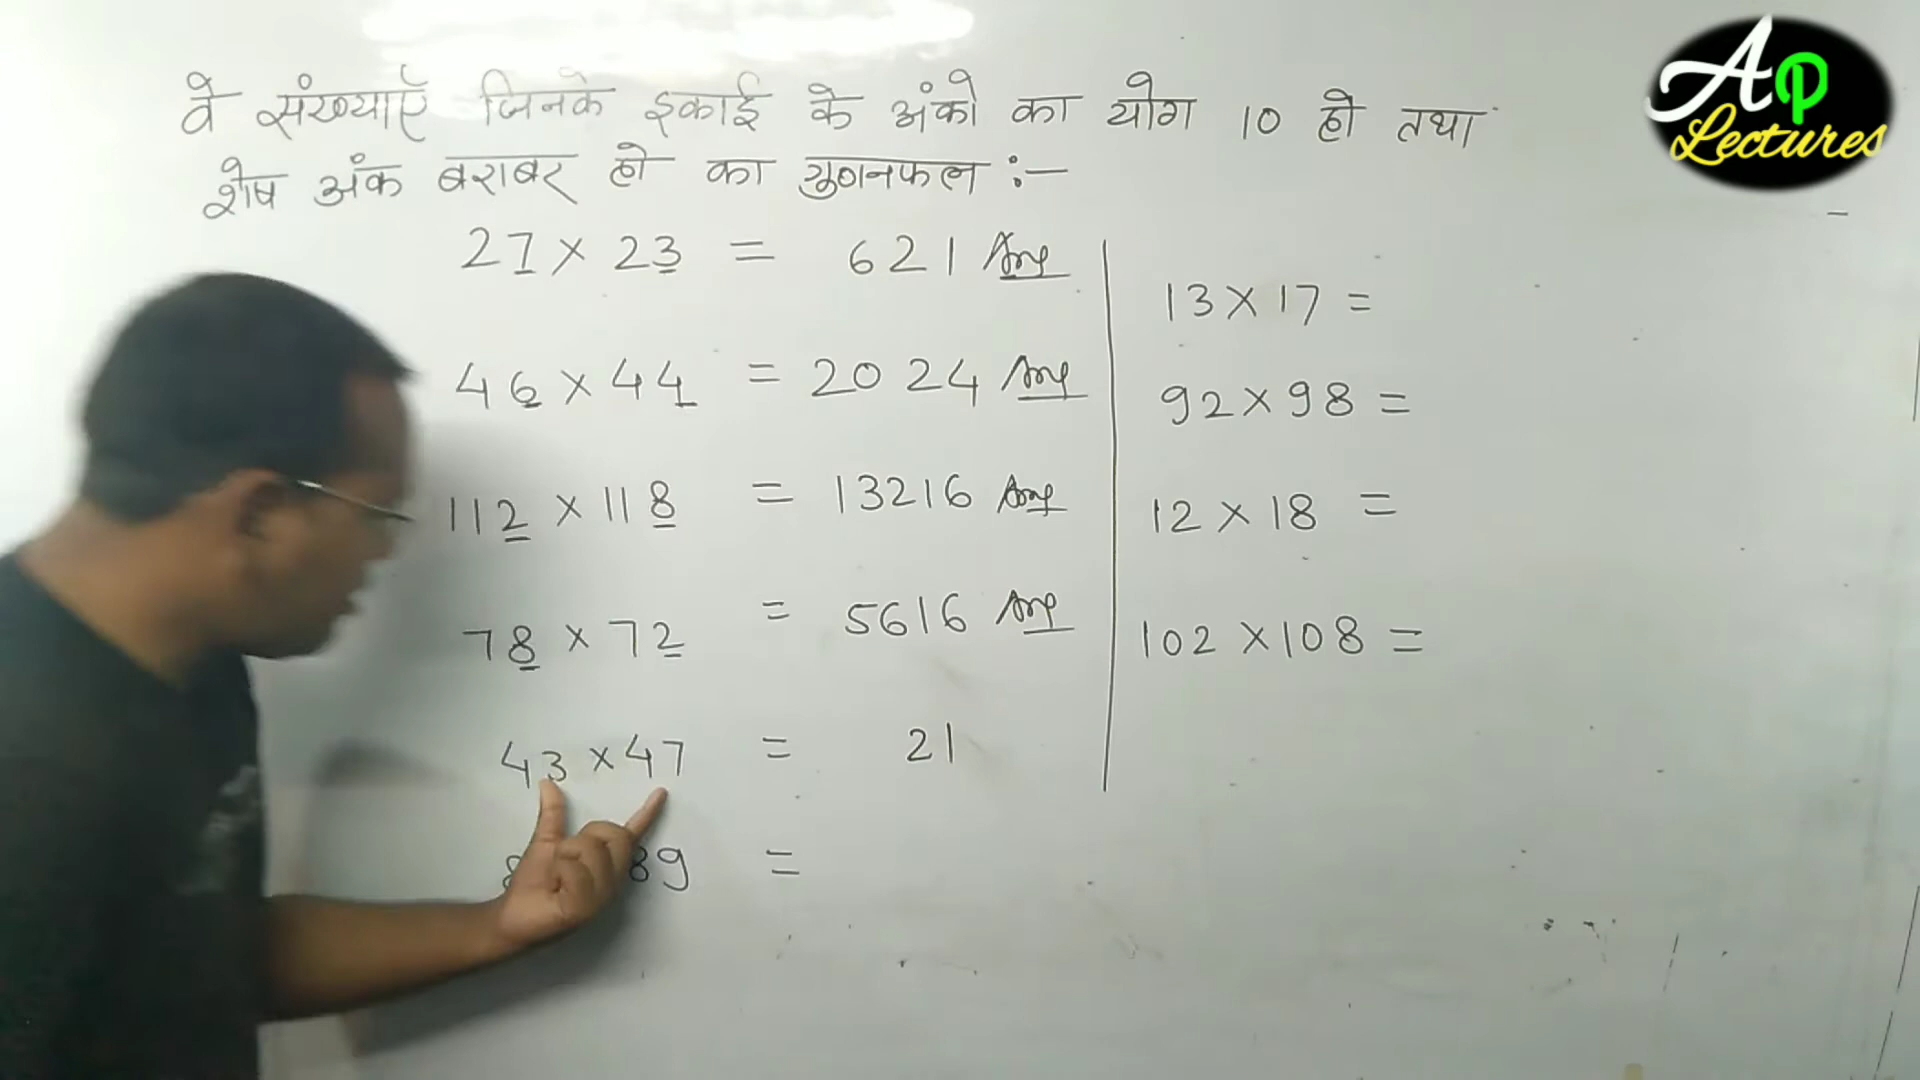 वे संख्याएँ जिनके इकाई के अंको का योग 10 हो तथा
शेष अंक बराबर हो का गुणनफल :-
27 × 23 = 621 Ans
46 × 44 = 2024 Ans
112 × 118 = 13216 Ans
78 × 72 = 5616 Ans
43 × 47 = 21
89 =
13 × 17 =
92 × 98 =
12 × 18 =
102 × 108 =
AP
Lectures